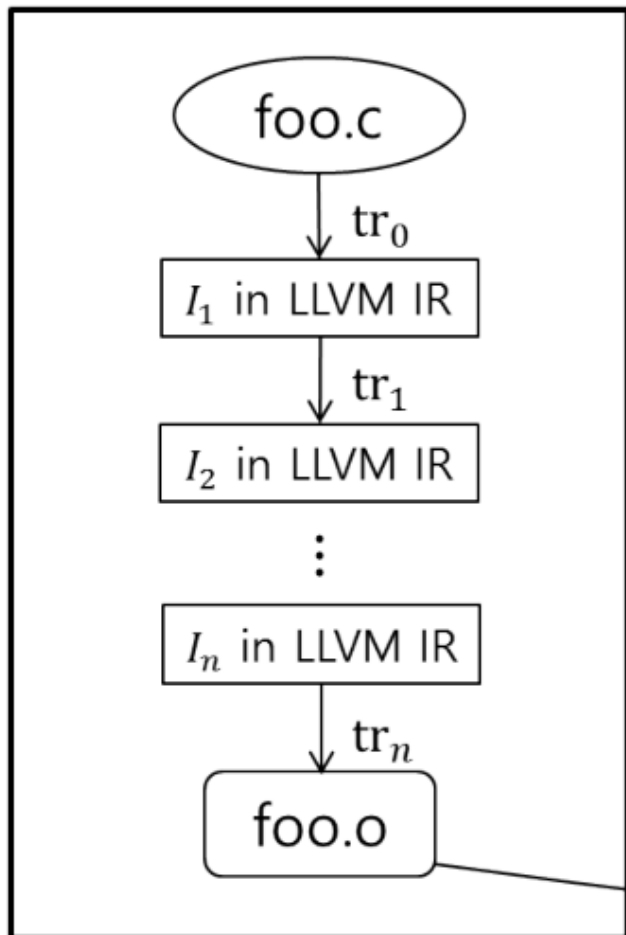 foo.c
tr₀
I₁ in LLVM IR
tr₁
I₂ in LLVM IR
⋮
Iₙ in LLVM IR
trₙ
foo.o